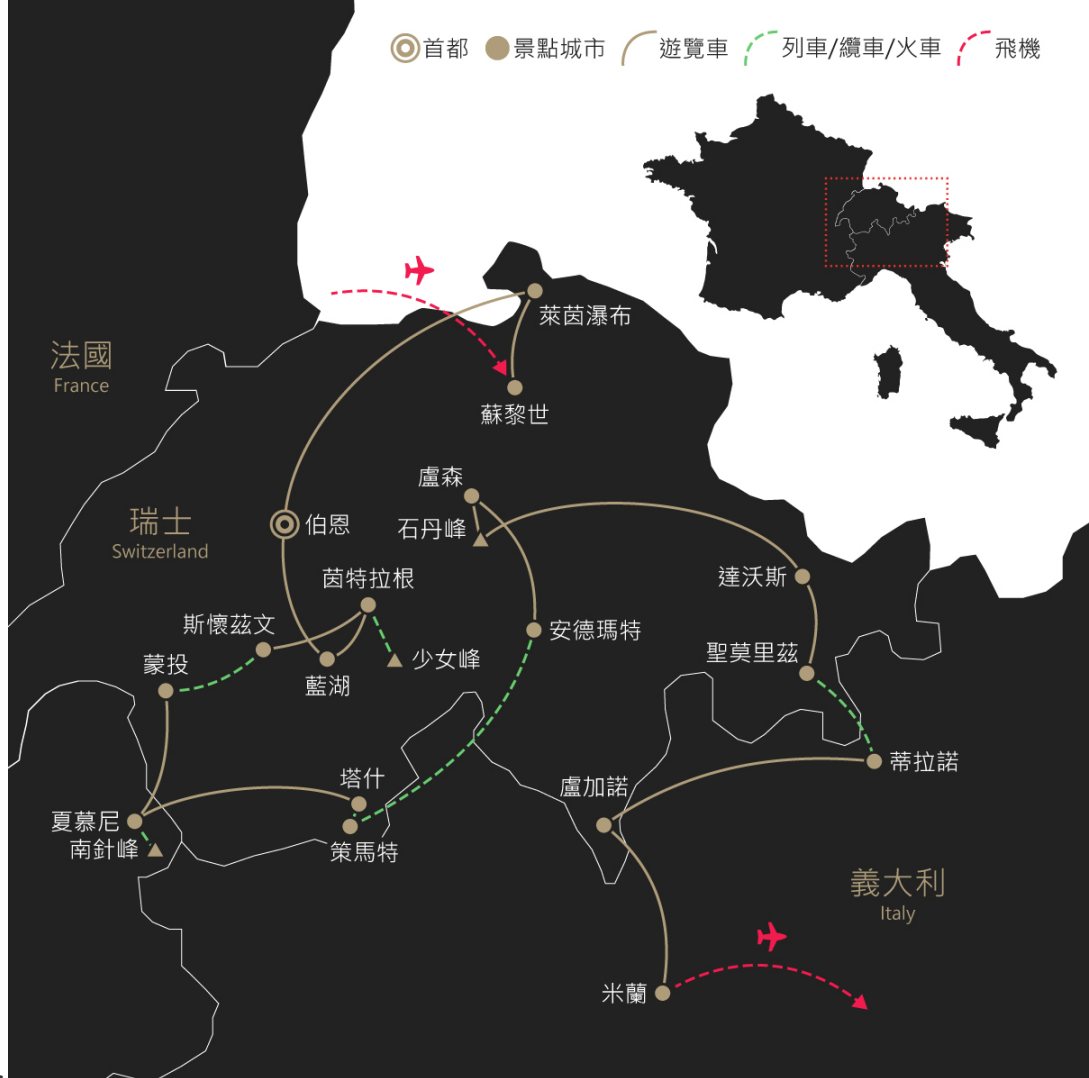 首都 景點城市 遊覽車 列車/纜車/火車 飛機
萊茵瀑布
法國
France
蘇黎世
盧森
瑞士
Switzerland
伯恩
石丹峰
茵特拉根
達沃斯
斯懷茲文
安德瑪特
少女峰
聖莫里茲
蒙投
藍湖
蒂拉諾
塔什
盧加諾
夏慕尼
南針峰
策馬特
義大利
Italy
米蘭